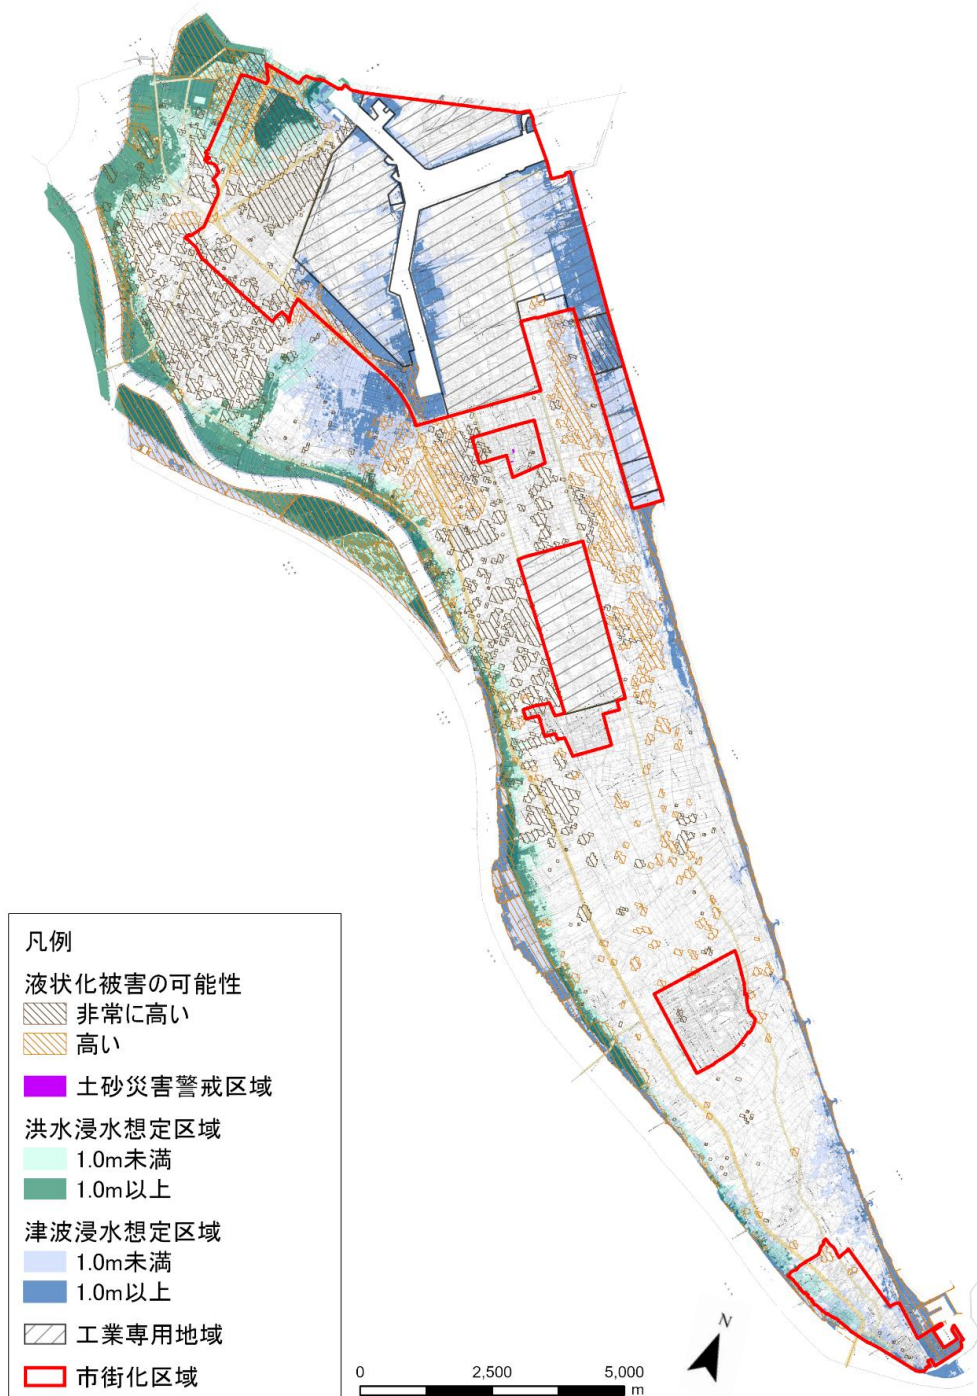 凡例
液状化被害の可能性
非常に高い
高い
土砂災害警戒区域
洪水浸水想定区域
1.0m未満
1.0m以上
津波浸水想定区域
1.0m未満
1.0m以上
工業専用地域
市街化区域
N
0 2,500 5,000
m